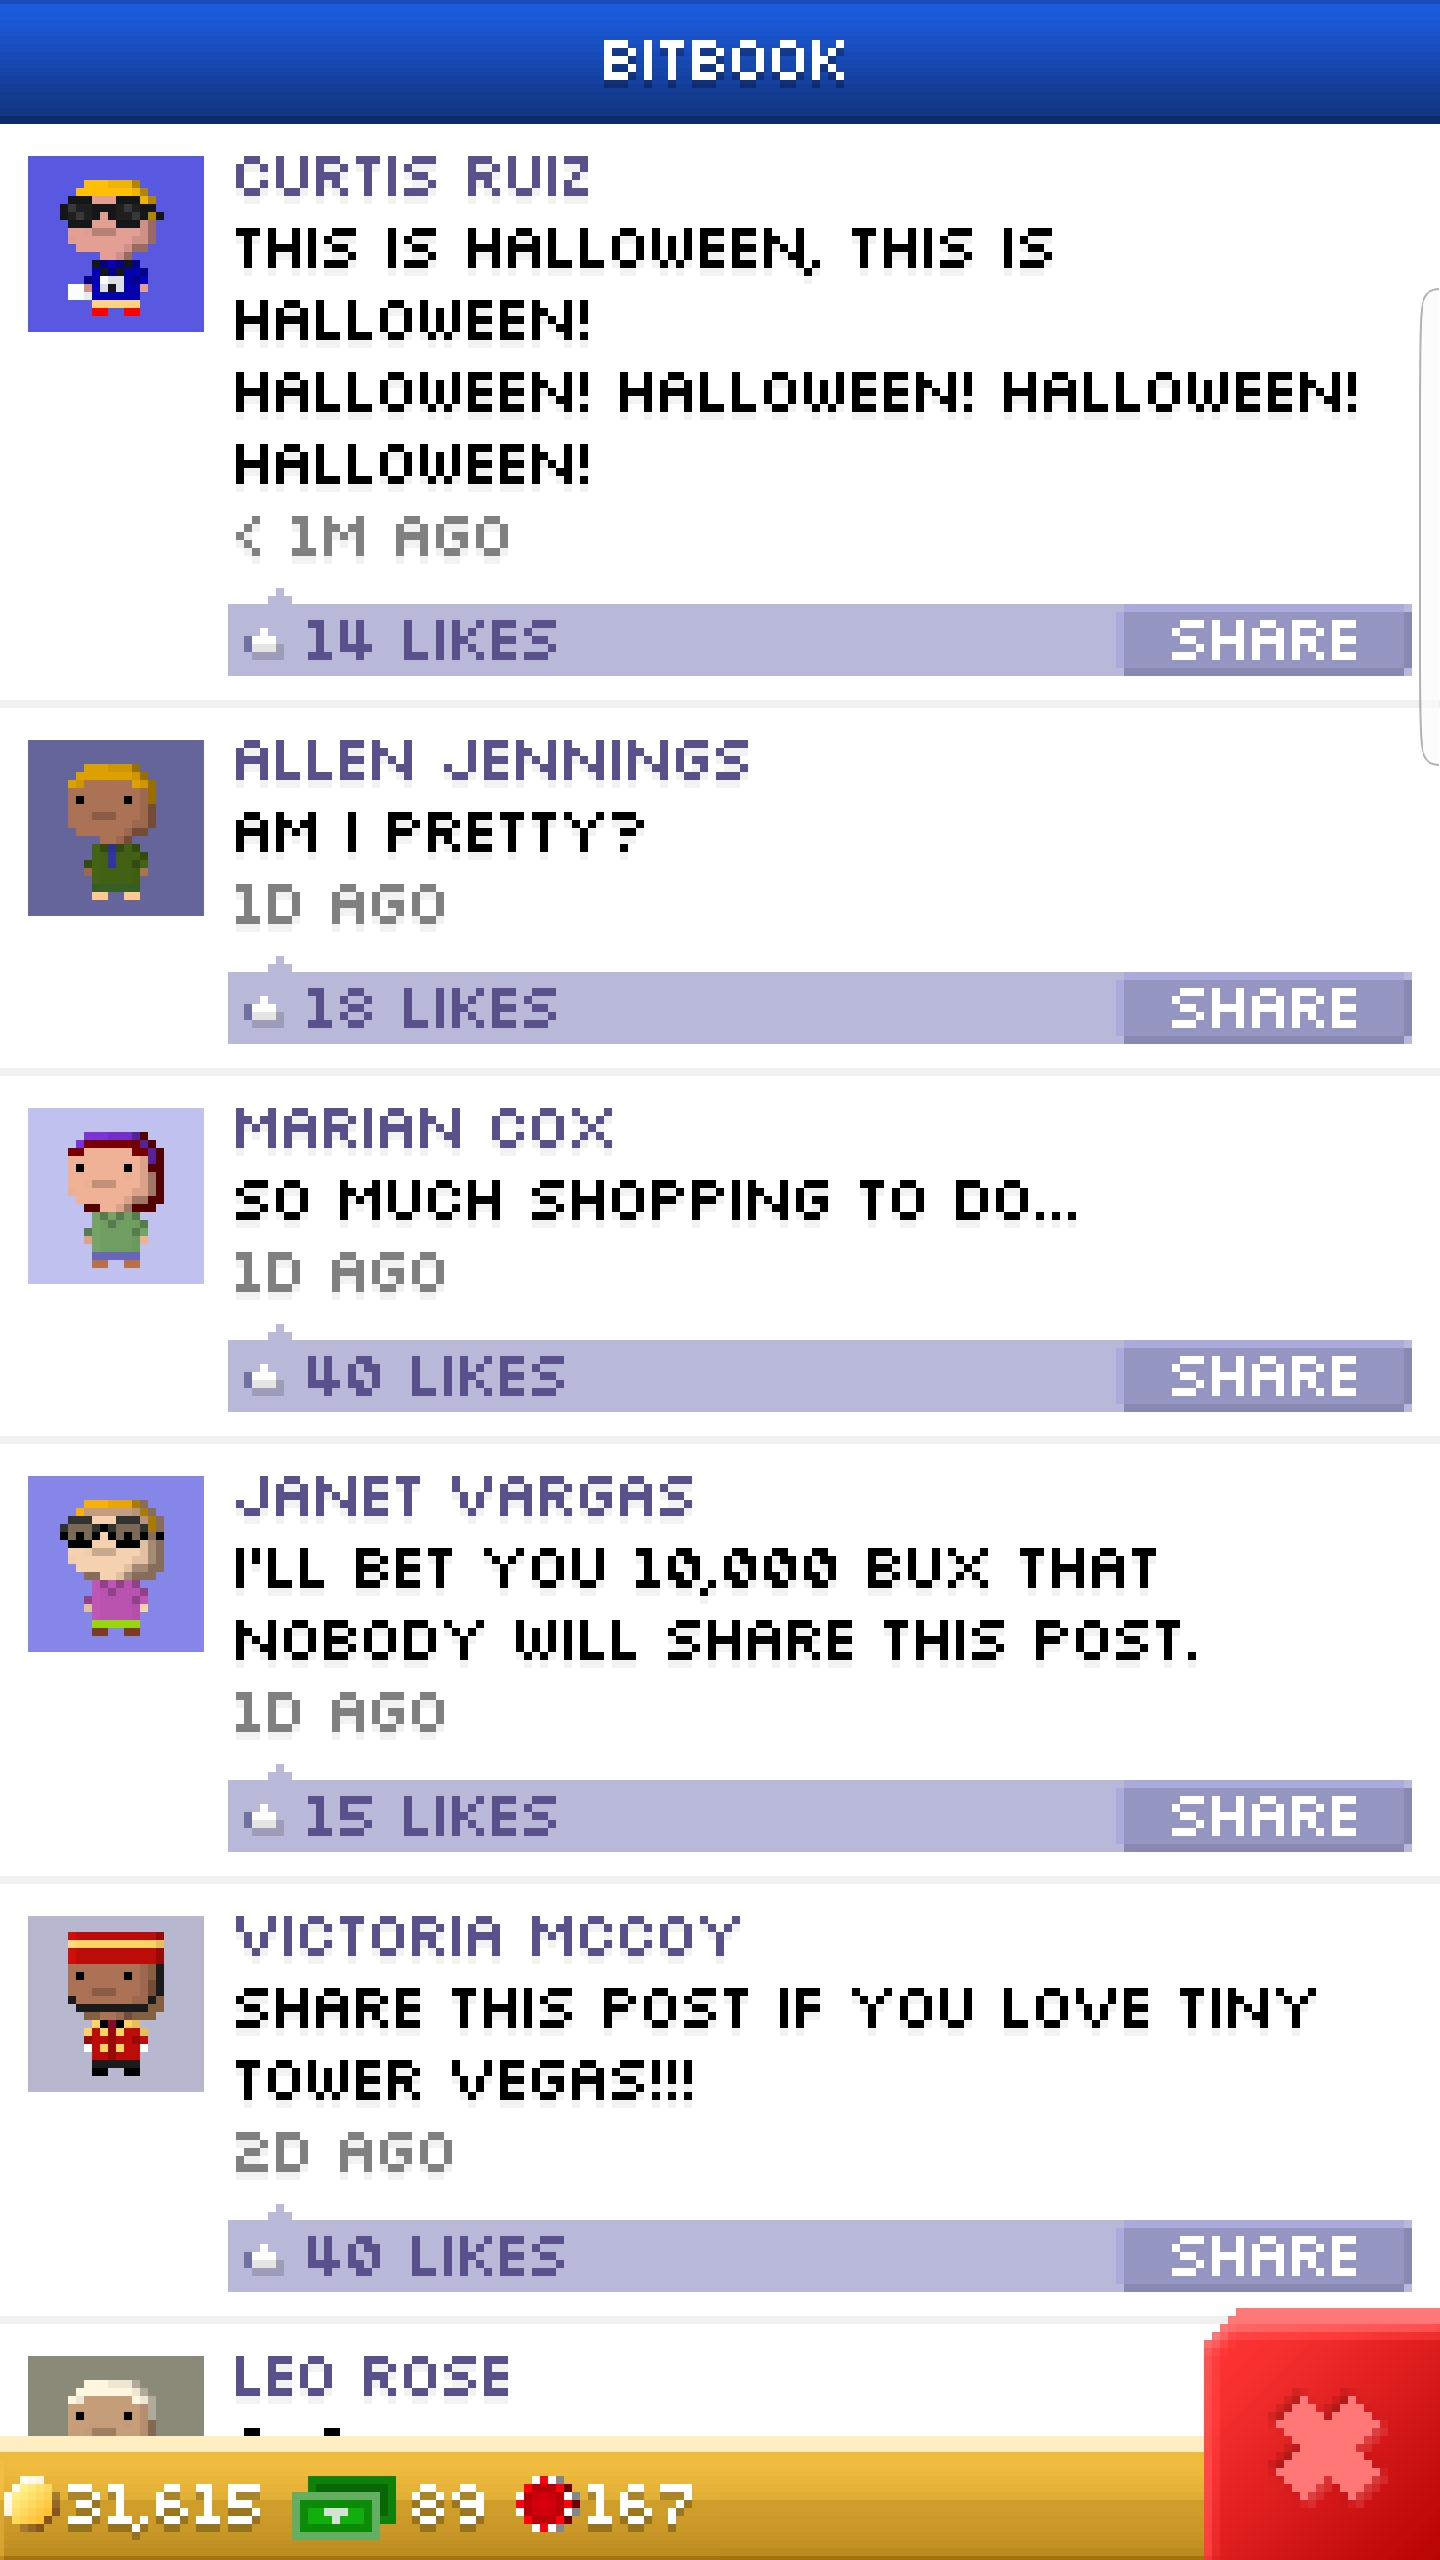 BITBOOK
CURTIS RUIZ
THIS IS HALLOWEEN, THIS IS
HALLOWEEN!
HALLOWEEN! HALLOWEEN! HALLOWEEN!
HALLOWEEN!
< 1M AGO
14 LIKES SHARE
ALLEN JENNINGS
AM I PRETTY?
1D AGO
18 LIKES SHARE
MARIAN COX
SO MUCH SHOPPING TO DO...
1D AGO
40 LIKES SHARE
JANET VARGAS
I'LL BET YOU 10,000 BUX THAT
NOBODY WILL SHARE THIS POST.
1D AGO
15 LIKES SHARE
VICTORIA MCCOY
SHARE THIS POST IF YOU LOVE TINY
TOWER VEGAS!!!
2D AGO
40 LIKES SHARE
LEO ROSE
31,615 89 167